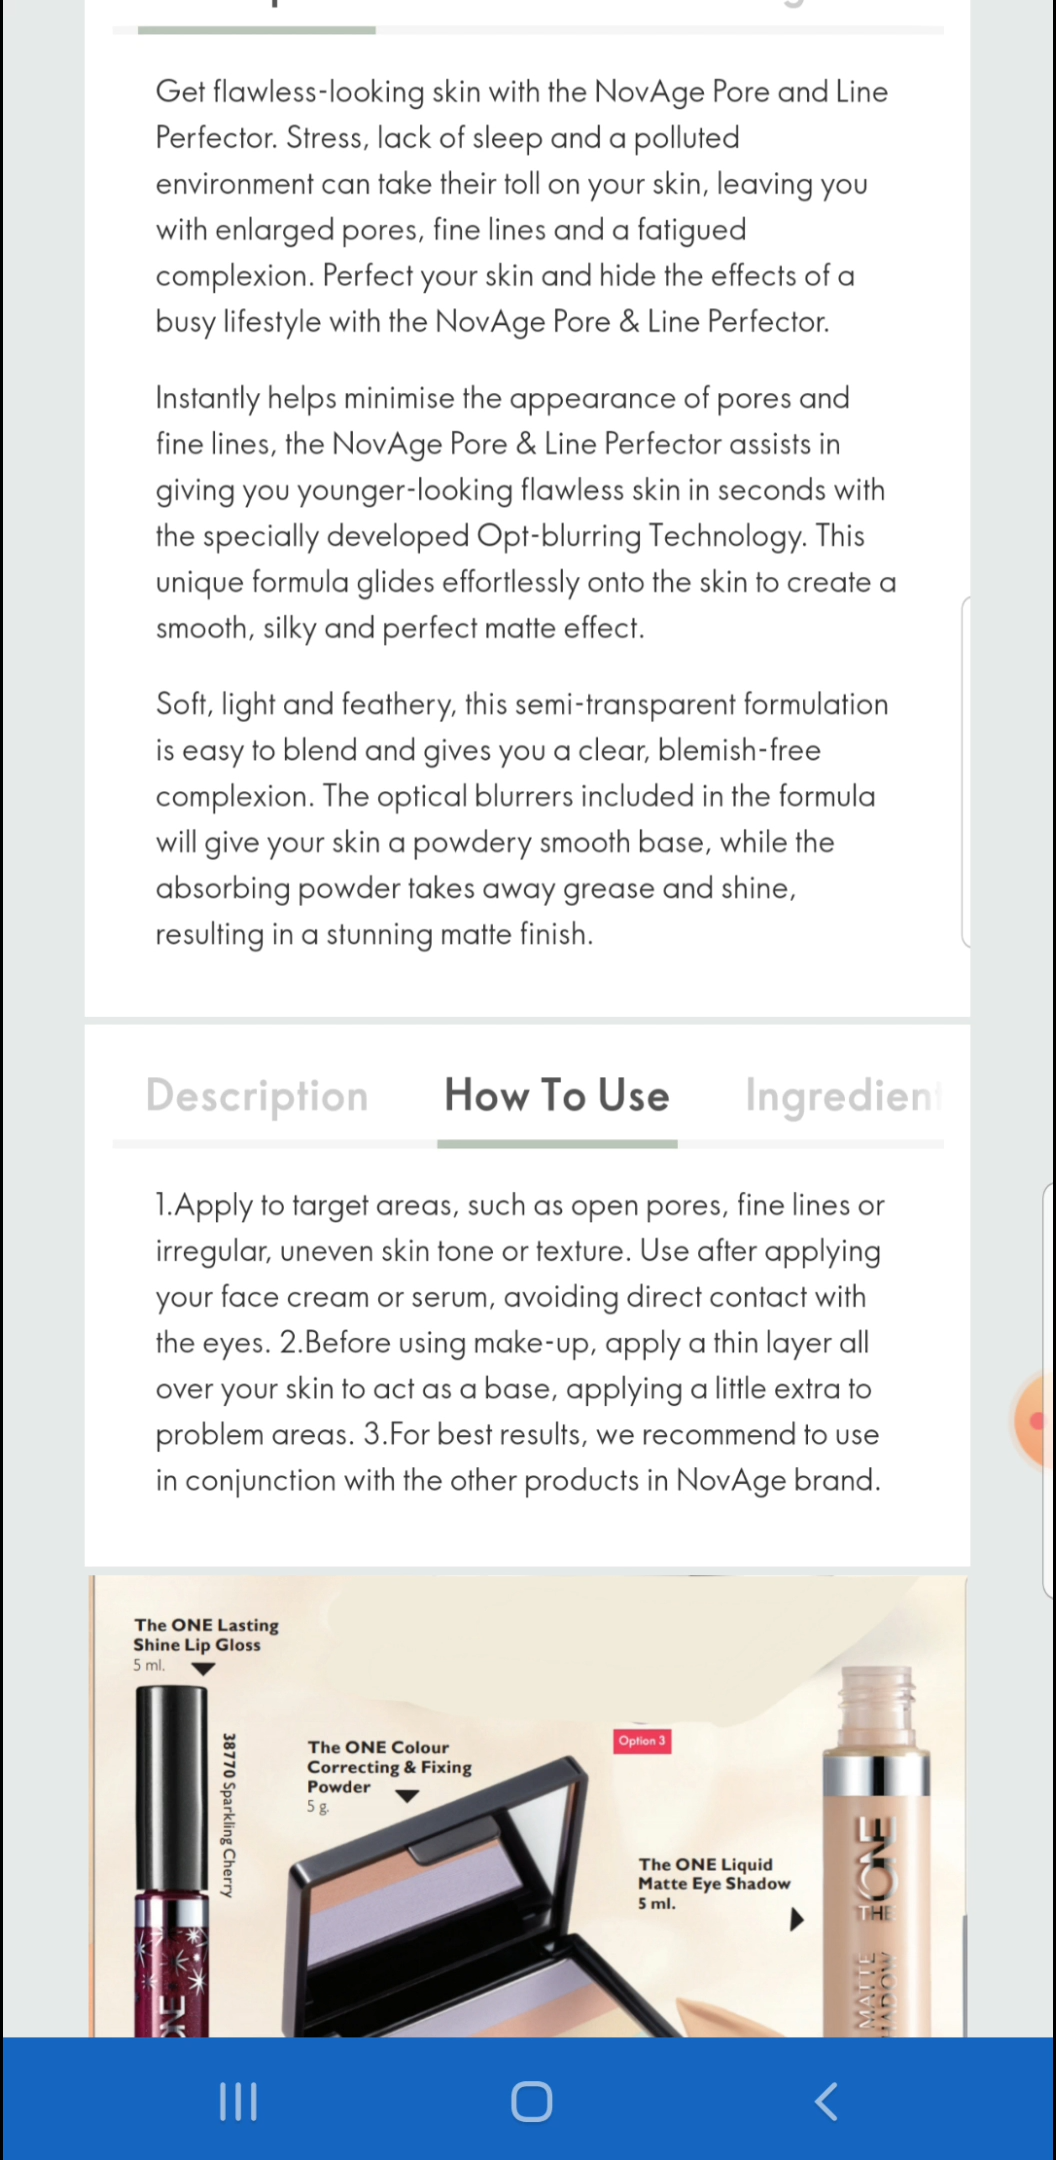 Get flawless-looking skin with the NovAge Pore and Line
Perfector. Stress, lack of sleep and a polluted
environment can take their toll on your skin, leaving you
with enlarged pores, fine lines and a fatigued
complexion. Perfect your skin and hide the effects of a
busy lifestyle with the NovAge Pore & Line Perfector.
Instantly helps minimise the appearance of pores and
fine lines, the NovAge Pore & Line Perfector assists in
giving you younger-looking flawless skin in seconds with
the specially developed Opt-blurring Technology. This
unique formula glides effortlessly onto the skin to create a
smooth, silky and perfect matte effect.
Soft, light and feathery, this semi-transparent formulation
is easy to blend and gives you a clear, blemish-free
complexion. The optical blurrers included in the formula
will give your skin a powdery smooth base, while the
absorbing powder takes away grease and shine,
resulting in a stunning matte finish.
Description How To Use Ingredient
1.Apply to target areas, such as open pores, fine lines or
irregular, uneven skin tone or texture. Use after applying
your face cream or serum, avoiding direct contact with
the eyes. 2.Before using make-up, apply a thin layer all
over your skin to act as a base, applying a little extra to
problem areas. 3.For best results, we recommend to use
in conjunction with the other products in NovAge brand.
The ONE Lasting
Shine Lip Gloss
5 ml.
38770 Sparkling Cherry
The ONE Colour
Correcting & Fixing
Powder
5 g.
Option 3
The ONE Liquid
Matte Eye Shadow
5 ml.
THE ONE
MATTE